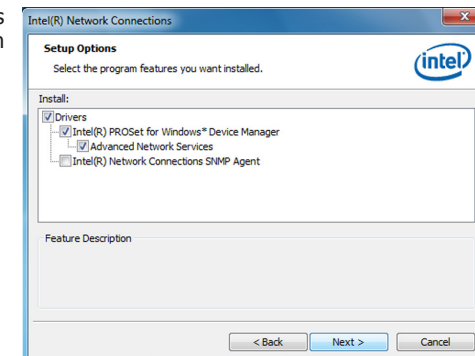 s
n
Intel(R) Network Connections
Setup Options
Select the program features you want installed.
intel
Install:
Drivers
Intel(R) PROSet for Windows* Device Manager
Advanced Network Services
Intel(R) Network Connections SNMP Agent
Feature Description
< Back Next > Cancel